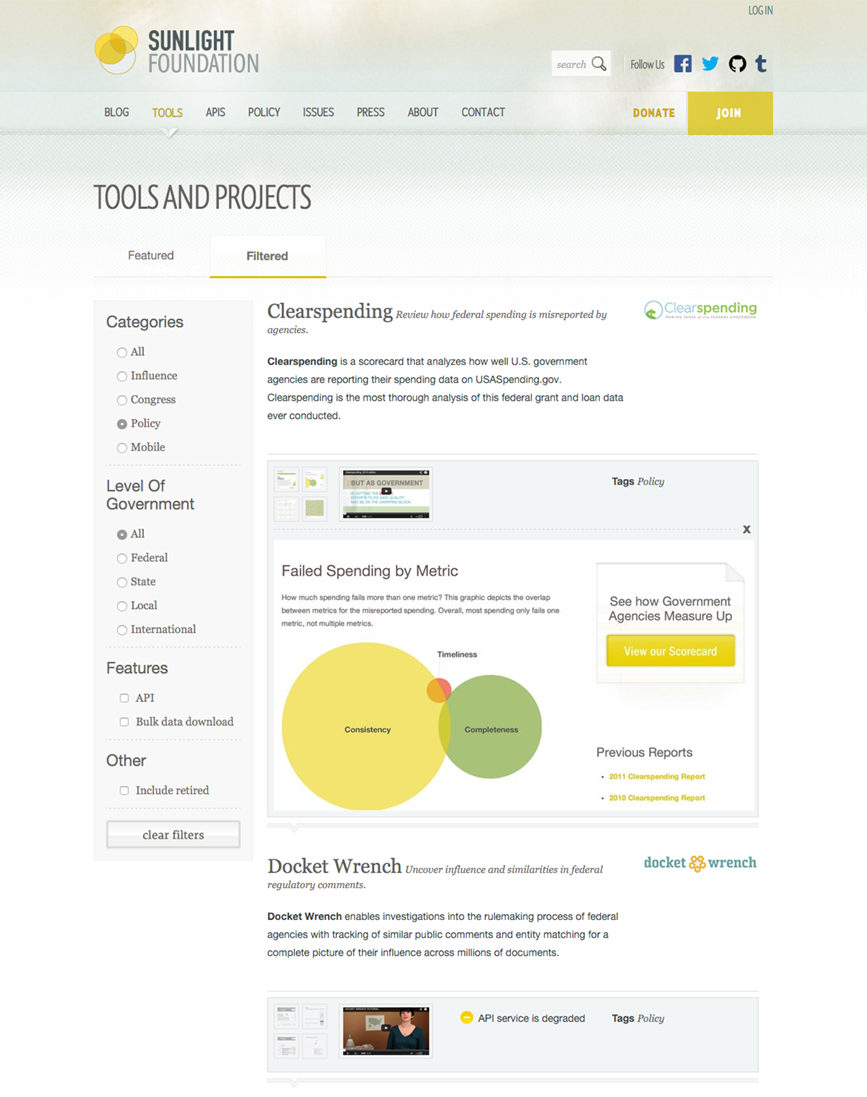 LOG IN
SUNLIGHT
FOUNDATION
search
Follow Us
BLOG
TOOLS
APIS
POLICY
ISSUES
PRESS
ABOUT
CONTACT
DONATE
JOIN
TOOLS AND PROJECTS
Featured
Filtered
Categories
All
Influence
Congress
Policy
Mobile
Level Of
Government
All
Federal
State
Local
International
Features
API
Bulk data download
Other
Include retired
clear filters
Clearspending Review how federal spending is misreported by
agencies.
Clearspending
MAKING SENSE of the FEDERAL CHECKBOOK
Clearspending is a scorecard that analyzes how well U.S. government
agencies are reporting their spending data on USASpending.gov.
Clearspending is the most thorough analysis of this federal grant and loan data
ever conducted.
BUT AS GOVERNMENT
Tags Policy
X
Failed Spending by Metric
How much spending fails more than one metric? This graphic depicts the overlap
between metrics for the misreported spending. Overall, most spending only fails one
metric, not multiple metrics.
Timeliness
Consistency
Completeness
See how Government
Agencies Measure Up
View our Scorecard
Previous Reports
• 2011 Clearspending Report
• 2010 Clearspending Report
Docket Wrench Uncover influence and similarities in federal
regulatory comments.
docket wrench
Docket Wrench enables investigations into the rulemaking process of federal
agencies with tracking of similar public comments and entity matching for a
complete picture of their influence across millions of documents.
API service is degraded
Tags Policy